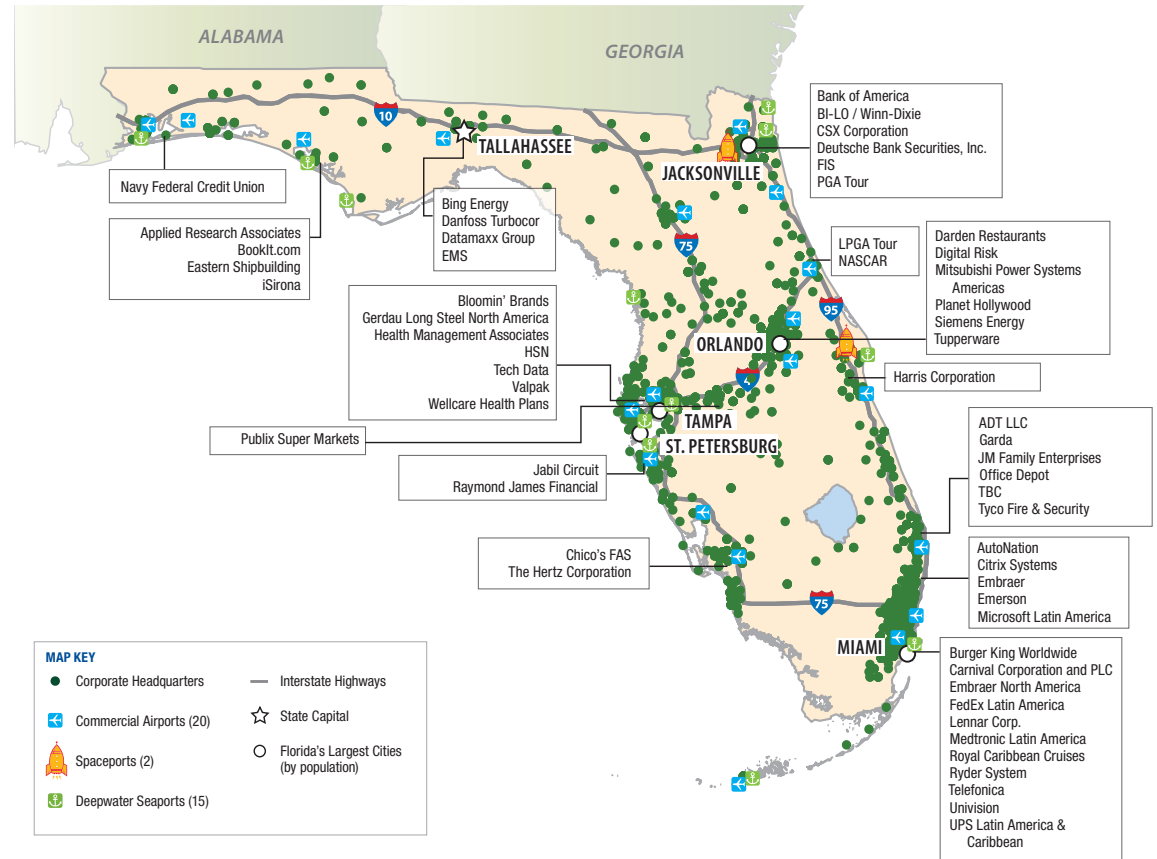 ALABAMA
GEORGIA
10
TALLAHASSEE
JACKSONVILLE
Bank of America
BI-LO / Winn-Dixie
CSX Corporation
Deutsche Bank Securities, Inc.
FIS
PGA Tour
Navy Federal Credit Union
Applied Research Associates
BookIt.com
Eastern Shipbuilding
iSirona
Bing Energy
Danfoss Turbocor
Datamaxx Group
EMS
75
LPGA Tour
NASCAR
Darden Restaurants
Digital Risk
Mitsubishi Power Systems
Americas
Planet Hollywood
Siemens Energy
Tupperware
95
Bloomin’ Brands
Gerdau Long Steel North America
Health Management Associates
HSN
Tech Data
Valpak
Wellcare Health Plans
ORLANDO
4
Harris Corporation
TAMPA
ST. PETERSBURG
Publix Super Markets
Jabil Circuit
Raymond James Financial
ADT LLC
Garda
JM Family Enterprises
Office Depot
TBC
Tyco Fire & Security
Chico’s FAS
The Hertz Corporation
AutoNation
Citrix Systems
Embraer
Emerson
Microsoft Latin America
75
MIAMI
Burger King Worldwide
Carnival Corporation and PLC
Embraer North America
FedEx Latin America
Lennar Corp.
Medtronic Latin America
Royal Caribbean Cruises
Ryder System
Telefonica
Univision
UPS Latin America &
Caribbean
MAP KEY
Corporate Headquarters
Commercial Airports (20)
Spaceports (2)
Deepwater Seaports (15)
Interstate Highways
State Capital
Florida’s Largest Cities
(by population)